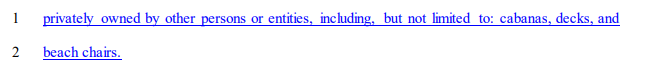 1 privately owned by other persons or entities, including, but not limited to: cabanas, decks, and
2 beach chairs.